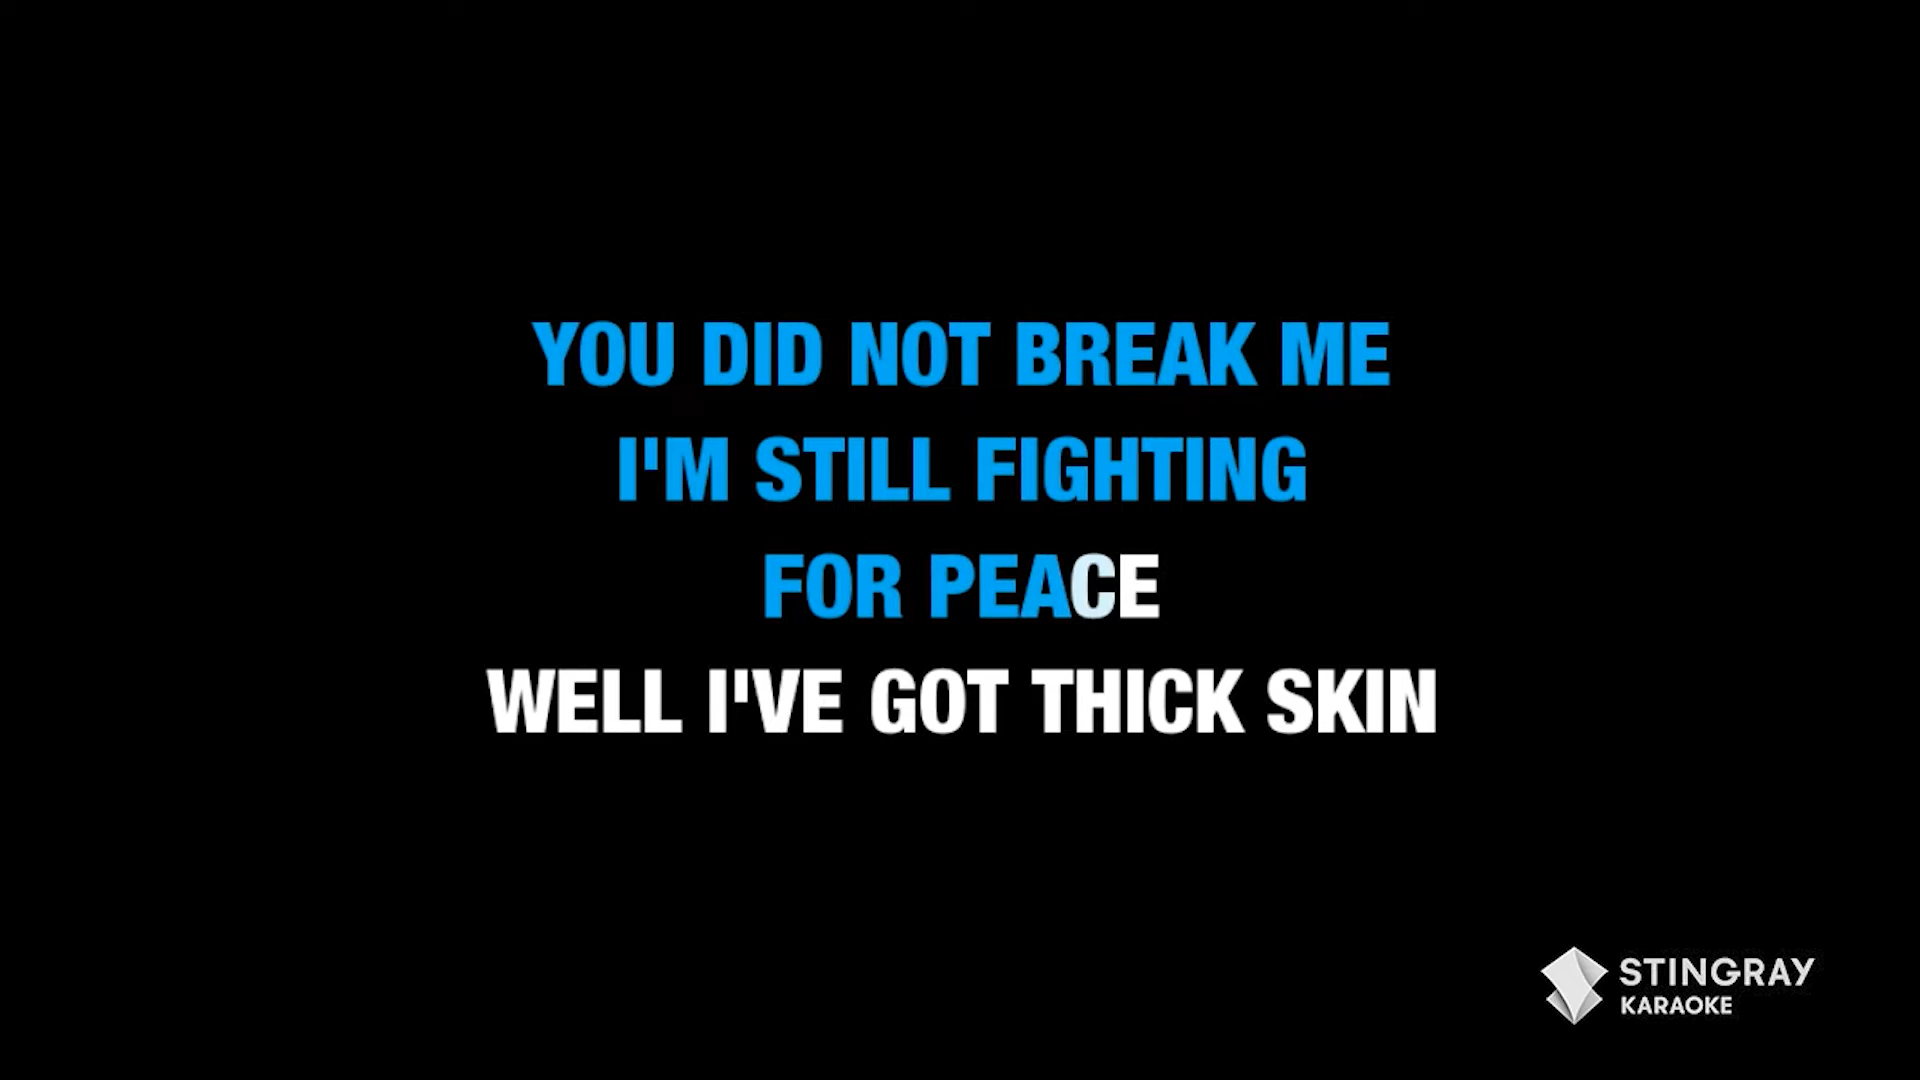 YOU DID NOT BREAK ME
I'M STILL FIGHTING
FOR PEACE
WELL I'VE GOT THICK SKIN
STINGRAY
KARAOKE